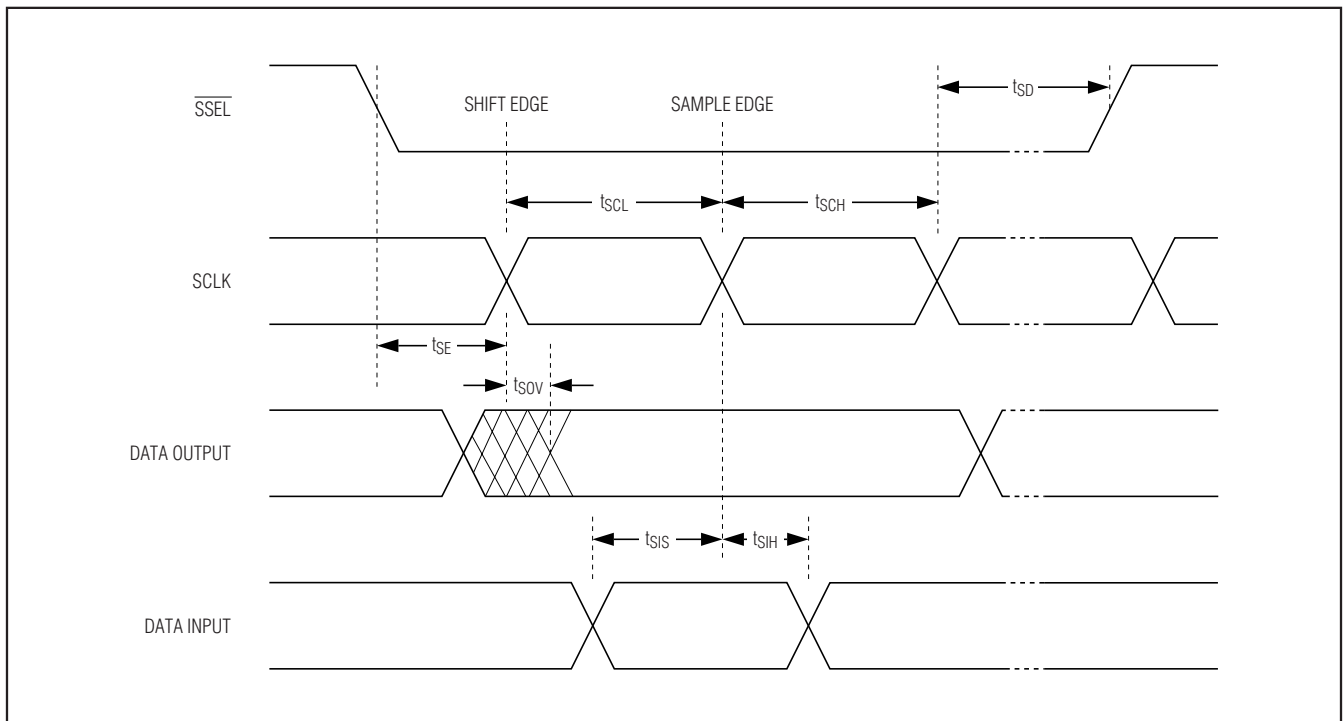 SSEL
SHIFT EDGE
SAMPLE EDGE
tSD
tSCL
tSCH
SCLK
tSE
tSOV
DATA OUTPUT
tSIS
tSIH
DATA INPUT